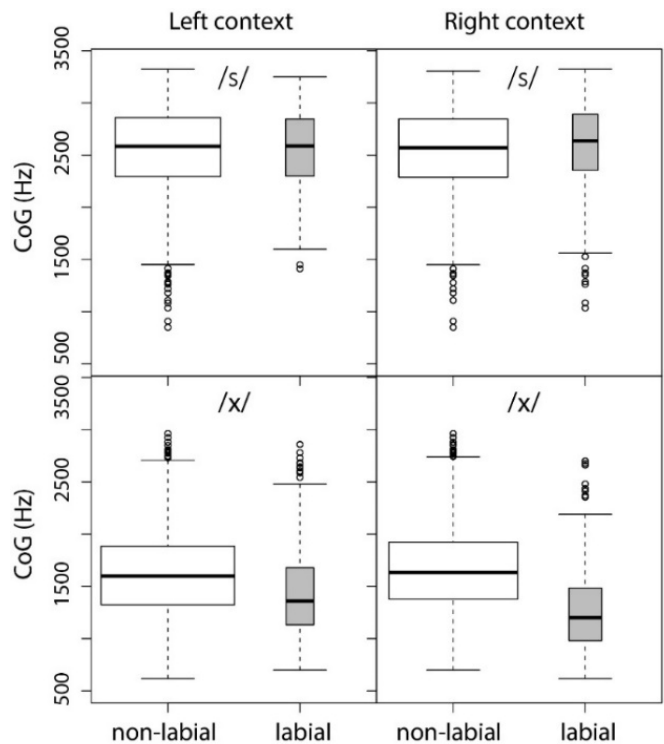 Left context Right context
/s/ /s/
CoG (Hz)
3500
2500
1500
500
/x/ /x/
CoG (Hz)
3500
2500
1500
500
non-labial labial non-labial labial